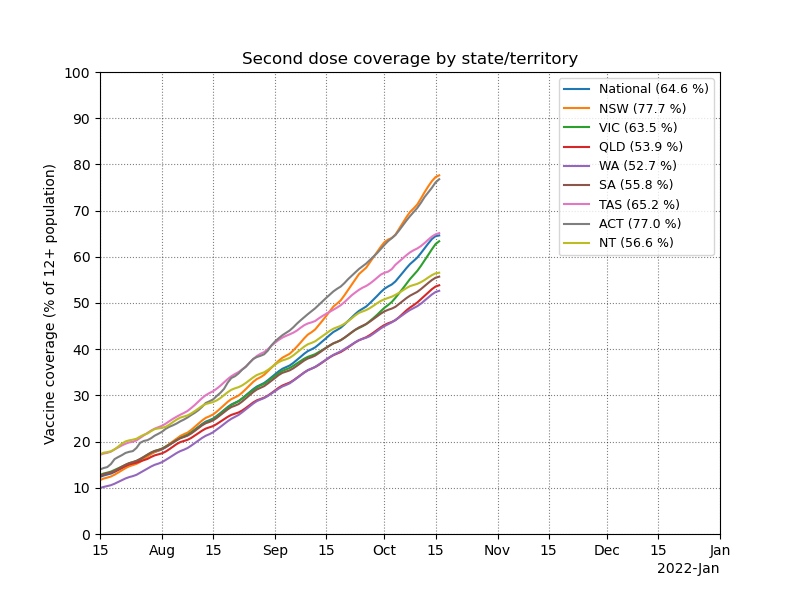 Second dose coverage by state/territory
Vaccine coverage (% of 12+ population)
100
90
80
70
60
50
40
30
20
10
0
National (64.6 %)
NSW (77.7 %)
VIC (63.5 %)
QLD (53.9 %)
WA (52.7 %)
SA (55.8 %)
TAS (65.2 %)
ACT (77.0 %)
NT (56.6 %)
15 Aug 15 Sep 15 Oct 15 Nov 15 Dec 15 Jan
2022-Jan